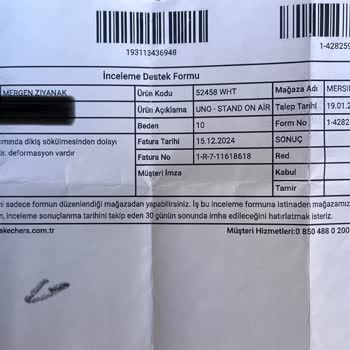 193113436948
1-428259
İnceleme Destek Formu
MERGEN ZIYANAK
Ürün Kodu 52458 WHT Mağaza Adı MERSİN
Ürün Açıklama UNO - STAND ON AIR Talep Tarihi 19.01.2
Beden 10 Form No 1-4282
ımında dikiş sökülmesinden dolayı
Fatura Tarihi 15.12.2024 SONUÇ
ir. deformasyon vardır
Fatura No 1-R-7-11618618 Red
Müşteri İmza Kabul
Tamir
ni sadece formun düzenlendiği mağazadan yapabilirsiniz. İş bu inceleme formuna istinaden mağazamız
n, inceleme sonuçlanma tarihini takip eden 30 günün sonunda imha edileceğini hatırlatmak isteriz.
skechers.com.tr Müşteri Hizmetleri:0 850 488 0 200